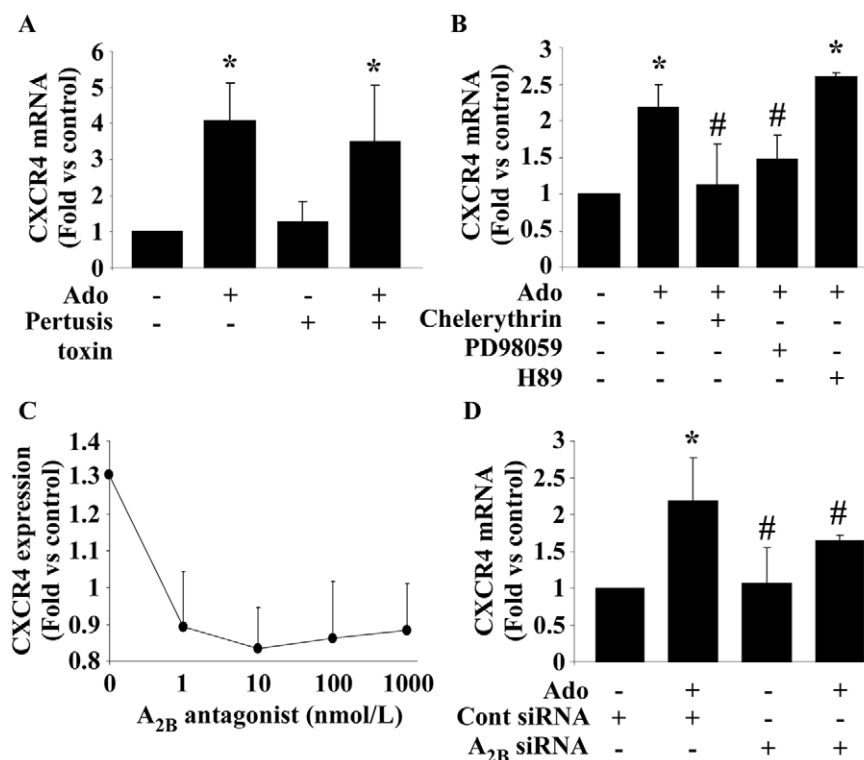 A
CXCR4 mRNA
(Fold vs control)
6
5
4
3
2
1
0
* *
Ado - + - +
Pertusis
toxin - - + +
B
CXCR4 mRNA
(Fold vs control)
3
2.5
2
1.5
1
0.5
0
* # # *
Ado - + + + +
Chelerythrin - - + - -
PD98059 - - - + -
H89 - - - - +
C
CXCR4 expression
(Fold vs control)
1.4
1.3
1.2
1
0.9
0.8
0 1 10 100 1000
A2B antagonist (nmol/L)
D
CXCR4 mRNA
(Fold vs control)
3
2.5
2
1.5
1
0.5
0
* # #
Ado - + - +
Cont siRNA + + - -
A2B siRNA - - + +